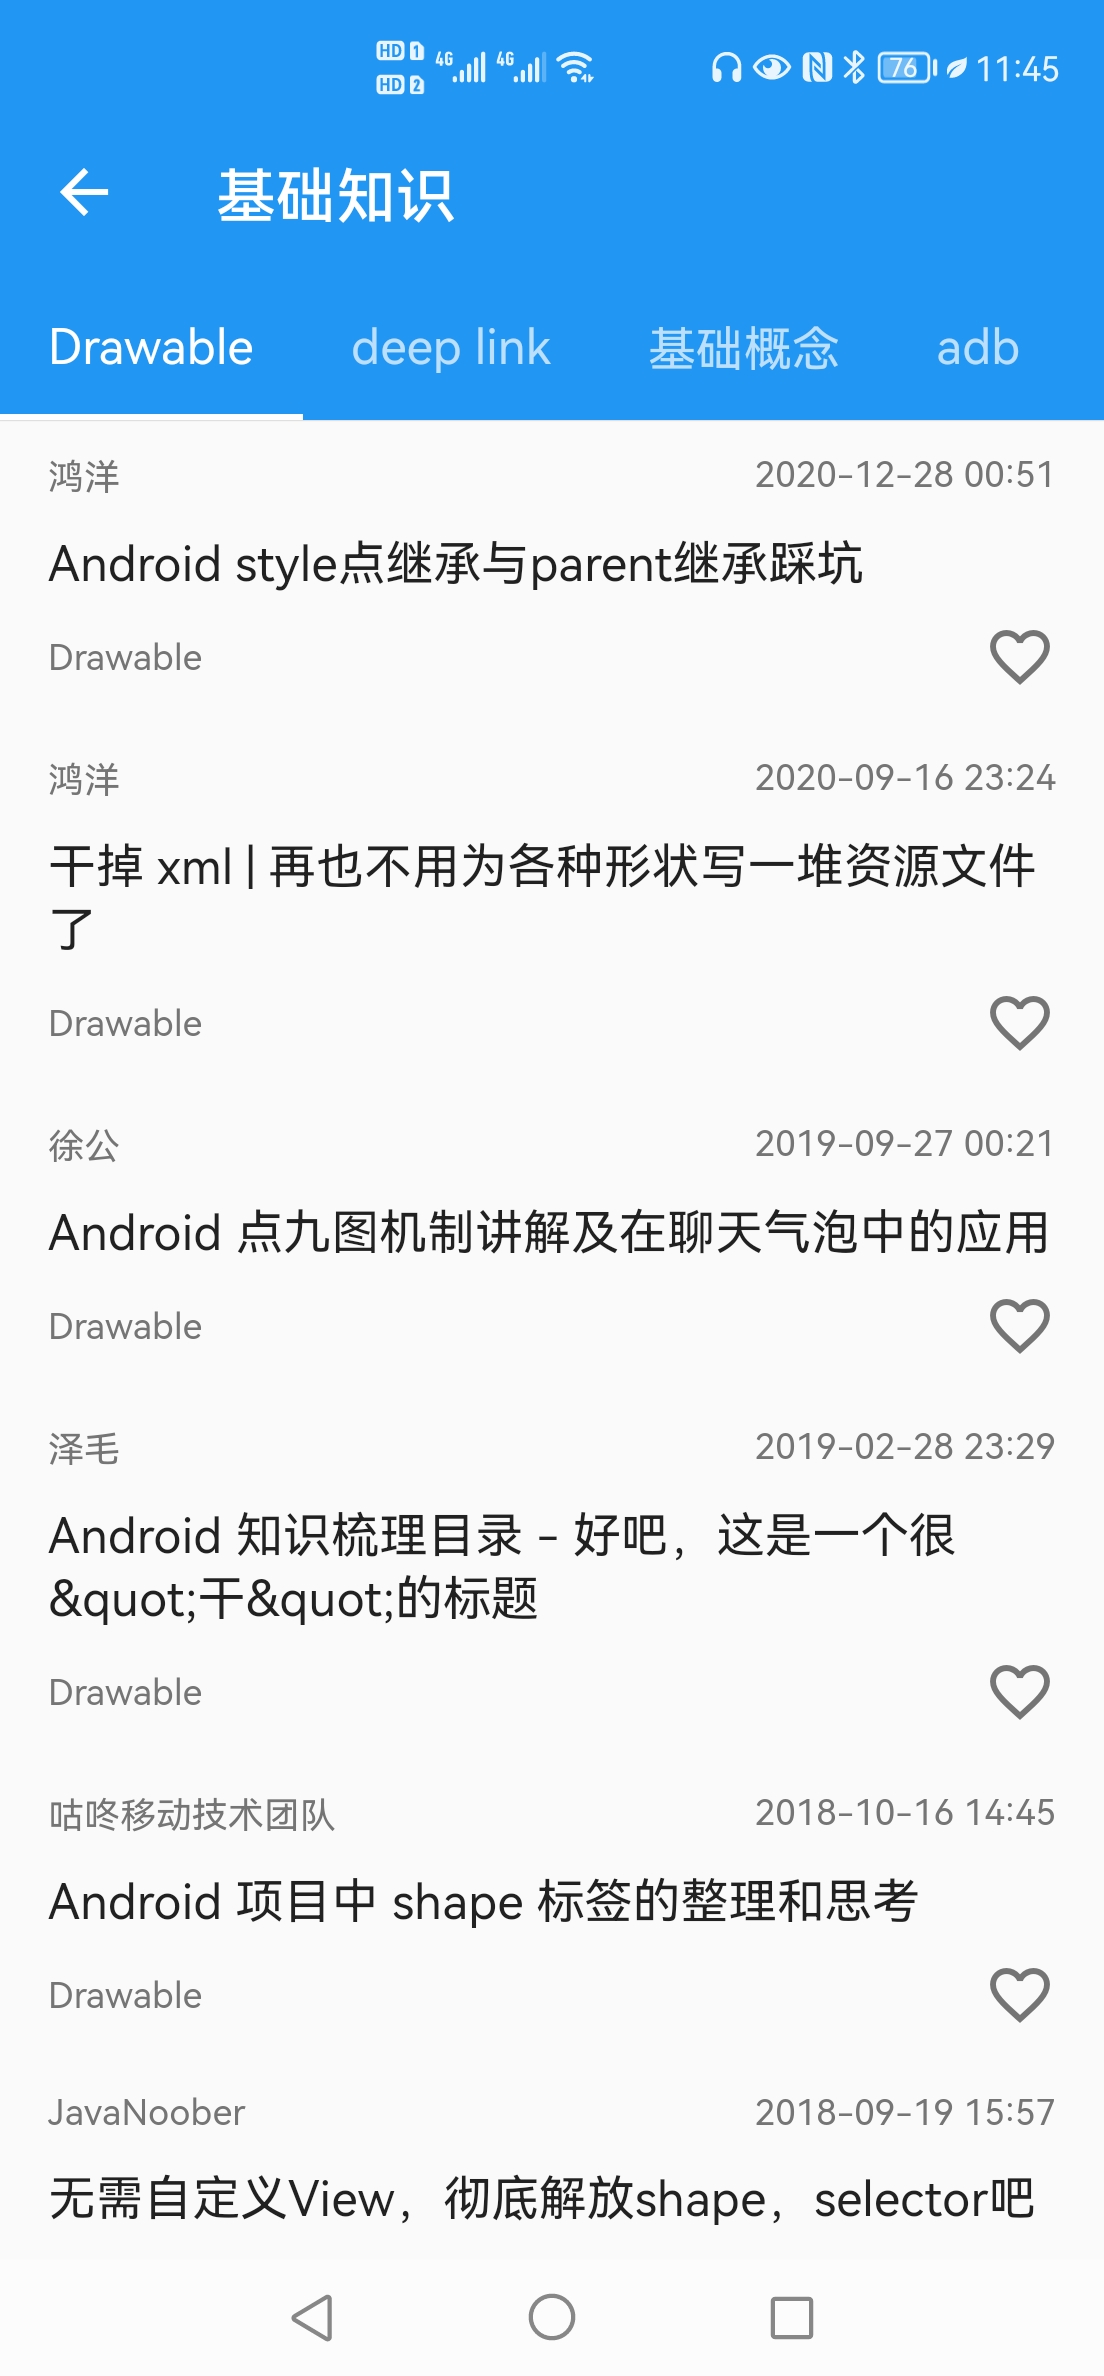 HD 1 4G 4G 76 11:45
HD 2
基础知识
Drawable deep link 基础概念 adb
鸿洋 2020-12-28 00:51
Android style点继承与parent继承踩坑
Drawable
鸿洋 2020-09-16 23:24
干掉 xml | 再也不用为各种形状写一堆资源文件
了
Drawable
徐公 2019-09-27 00:21
Android 点九图机制讲解及在聊天气泡中的应用
Drawable
泽毛 2019-02-28 23:29
Android 知识梳理目录 - 好吧，这是一个很
&quot;干&quot;的标题
Drawable
咕咚移动技术团队 2018-10-16 14:45
Android 项目中 shape 标签的整理和思考
Drawable
JavaNoober 2018-09-19 15:57
无需自定义View，彻底解放shape，selector吧